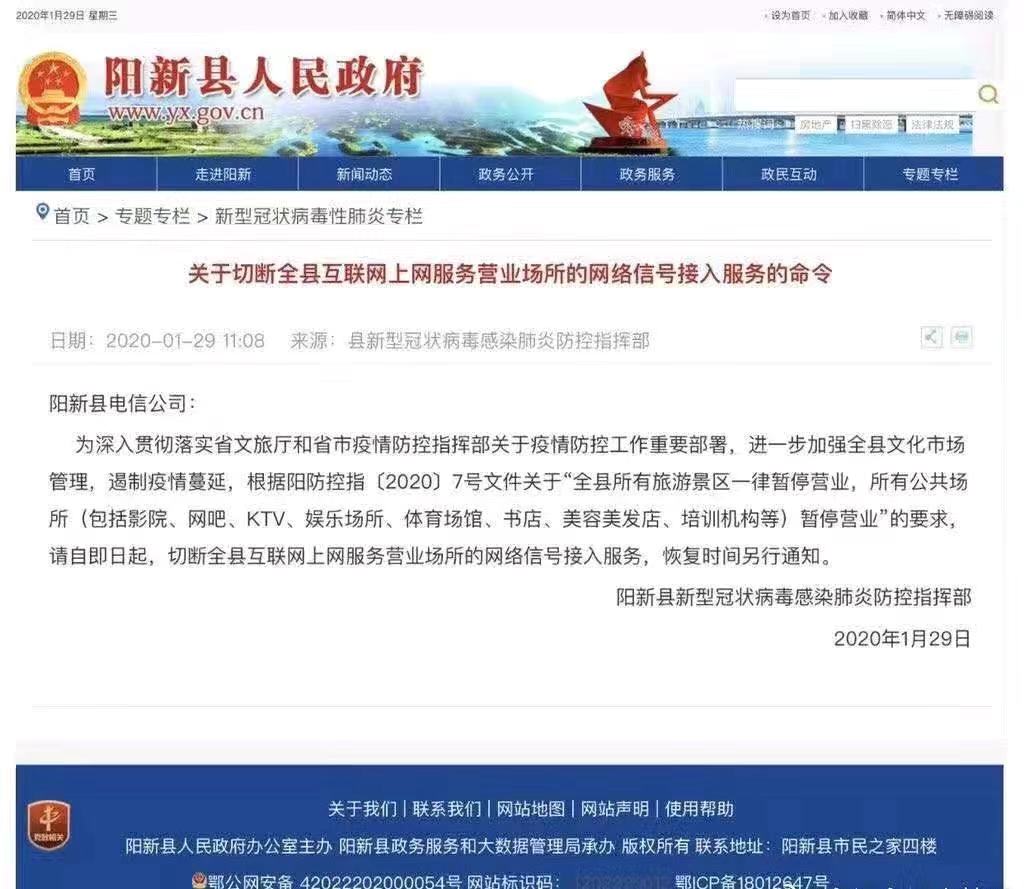 2020年1月29日 星期三
设为首页 加入收藏 简体中文 无障碍阅读
阳新县人民政府
www.yx.gov.cn
热搜词: 房地产 扫黑除恶 法律法规
首页 走进阳新 新闻动态 政务公开 政务服务 政民互动 专题专栏
首页 > 专题专栏 > 新型冠状病毒性肺炎专栏
关于切断全县互联网上网服务营业场所的网络信号接入服务的命令
日期：2020-01-29 11:08 来源：县新型冠状病毒感染肺炎防控指挥部
阳新县电信公司：
为深入贯彻落实省文旅厅和省市疫情防控指挥部关于疫情防控工作重要部署，进一步加强全县文化市场
管理，遏制疫情蔓延，根据阳防控指〔2020〕7号文件关于“全县所有旅游景区一律暂停营业，所有公共场
所（包括影院、网吧、KTV、娱乐场所、体育场馆、书店、美容美发店、培训机构等）暂停营业”的要求，
请自即日起，切断全县互联网上网服务营业场所的网络信号接入服务，恢复时间另行通知。
阳新县新型冠状病毒感染肺炎防控指挥部
2020年1月29日
关于我们 | 联系我们 | 网站地图 | 网站声明 | 使用帮助
党政机关
阳新县人民政府办公室主办 阳新县政务服务和大数据管理局承办 版权所有 联系地址：阳新县市民之家四楼
鄂公网安备 42022202000054号 网站标识码： 鄂ICP备18012647号